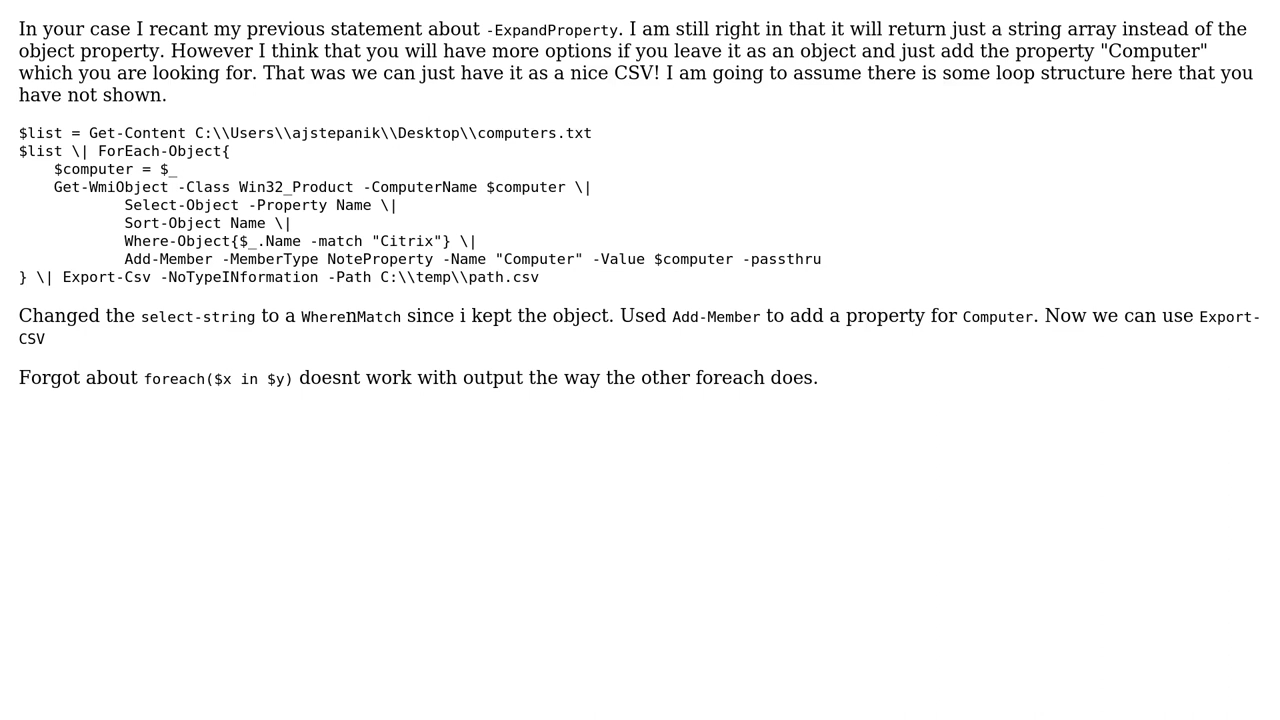 In your case I recant my previous statement about -ExpandProperty. I am still right in that it will return just a string array instead of the
object property. However I think that you will have more options if you leave it as an object and just add the property "Computer"
which you are looking for. That was we can just have it as a nice CSV! I am going to assume there is some loop structure here that you
have not shown.
$list = Get-Content C:\\Users\\ajstepanik\\Desktop\\computers.txt
$list \| ForEach-Object{
    $computer = $_
    Get-WmiObject -Class Win32_Product -ComputerName $computer \|
            Select-Object -Property Name \|
            Sort-Object Name \|
            Where-Object{$_.Name -match "Citrix"} \|
            Add-Member -MemberType NoteProperty -Name "Computer" -Value $computer -passthru
} \| Export-Csv -NoTypeINformation -Path C:\\temp\\path.csv
Changed the select-string to a WherenMatch since i kept the object. Used Add-Member to add a property for Computer. Now we can use Export-
CSV
Forgot about foreach($x in $y) doesnt work with output the way the other foreach does.